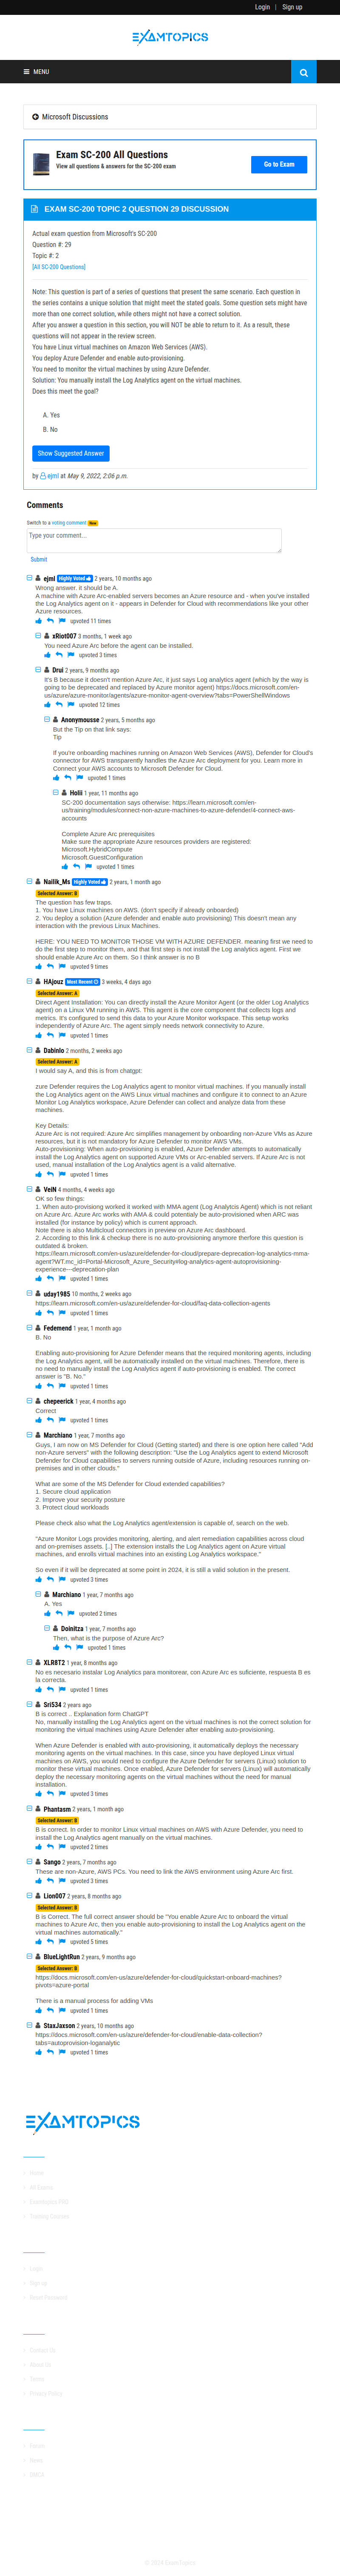 Login | Sign up
EXAMTOPICS
MENU
Microsoft Discussions
Exam SC-200 All Questions
View all questions & answers for the SC-200 exam
Go to Exam
EXAM SC-200 TOPIC 2 QUESTION 29 DISCUSSION
Actual exam question from Microsoft's SC-200
Question #: 29
Topic #: 2
[All SC-200 Questions]
Note: This question is part of a series of questions that present the same scenario. Each question in
the series contains a unique solution that might meet the stated goals. Some question sets might have
more than one correct solution, while others might not have a correct solution.
After you answer a question in this section, you will NOT be able to return to it. As a result, these
questions will not appear in the review screen.
You have Linux virtual machines on Amazon Web Services (AWS).
You deploy Azure Defender and enable auto-provisioning.
You need to monitor the virtual machines by using Azure Defender.
Solution: You manually install the Log Analytics agent on the virtual machines.
Does this meet the goal?
A. Yes
B. No
Show Suggested Answer
by ejml at May 9, 2022, 2:06 p.m.
Comments
Switch to a voting comment New
Type your comment...
Submit
ejml Highly Voted 2 years, 10 months ago
Wrong answer. it should be A.
A machine with Azure Arc-enabled servers becomes an Azure resource and - when you've installed
the Log Analytics agent on it - appears in Defender for Cloud with recommendations like your other
Azure resources.
upvoted 11 times
xRiot007 3 months, 1 week ago
You need Azure Arc before the agent can be installed.
upvoted 3 times
Drui 2 years, 9 months ago
It's B because it doesn't mention Azure Arc, it just says Log analytics agent (which by the way is
going to be deprecated and replaced by Azure monitor agent) https://docs.microsoft.com/en-
us/azure/azure-monitor/agents/azure-monitor-agent-overview?tabs=PowerShellWindows
upvoted 12 times
Anonymousse 2 years, 5 months ago
But the Tip on that link says:
Tip
If you're onboarding machines running on Amazon Web Services (AWS), Defender for Cloud's
connector for AWS transparently handles the Azure Arc deployment for you. Learn more in
Connect your AWS accounts to Microsoft Defender for Cloud.
upvoted 1 times
Holii 1 year, 11 months ago
SC-200 documentation says otherwise: https://learn.microsoft.com/en-
us/training/modules/connect-non-azure-machines-to-azure-defender/4-connect-aws-
accounts
Complete Azure Arc prerequisites
Make sure the appropriate Azure resources providers are registered:
Microsoft.HybridCompute
Microsoft.GuestConfiguration
upvoted 1 times
Nailik_Ms Highly Voted 2 years, 1 month ago
Selected Answer: B
The question has few traps.
1. You have Linux machines on AWS. (don't specify if already onboarded)
2. You deploy a solution (Azure defender and enable auto provisioning) This doesn't mean any
interaction with the previous Linux Machines.
HERE: YOU NEED TO MONITOR THOSE VM WITH AZURE DEFENDER. meaning first we need to
do the first step to monitor them, and that first step is not install the Log analytics agent. First we
should enable Azure Arc on them. So I think answer is no B
upvoted 9 times
HAjouz Most Recent 3 weeks, 4 days ago
Selected Answer: A
Direct Agent Installation: You can directly install the Azure Monitor Agent (or the older Log Analytics
agent) on a Linux VM running in AWS. This agent is the core component that collects logs and
metrics. It's configured to send this data to your Azure Monitor workspace. This setup works
independently of Azure Arc. The agent simply needs network connectivity to Azure.
upvoted 1 times
Dabinlo 2 months, 2 weeks ago
Selected Answer: A
I would say A, and this is from chatgpt:
zure Defender requires the Log Analytics agent to monitor virtual machines. If you manually install
the Log Analytics agent on the AWS Linux virtual machines and configure it to connect to an Azure
Monitor Log Analytics workspace, Azure Defender can collect and analyze data from these
machines.
Key Details:
Azure Arc is not required: Azure Arc simplifies management by onboarding non-Azure VMs as Azure
resources, but it is not mandatory for Azure Defender to monitor AWS VMs.
Auto-provisioning: When auto-provisioning is enabled, Azure Defender attempts to automatically
install the Log Analytics agent on supported Azure VMs or Arc-enabled servers. If Azure Arc is not
used, manual installation of the Log Analytics agent is a valid alternative.
upvoted 1 times
VeiN 4 months, 4 weeks ago
OK so few things:
1. When auto-provisiong worked it worked with MMA agent (Log Analytcio Agent) which is not reliant
on Azure Arc. Azure Arc works with AMA & could potentialy be auto-provisioned when ARC was
installed (for instance by policy) which is current approach.
Note there is also Multicloud connectors in preview on Azure Arc dashboard.
2. According to this link & checkup there is no auto-provisioning anymore therfore this question is
outdated & broken.
https://learn.microsoft.com/en-us/azure/defender-for-cloud/prepare-deprecation-log-analytics-mma-
agent?WT.mc_id=Portal-Microsoft_Azure_Security#log-analytics-agent-autoprovisioning-
experience---deprecation-plan
upvoted 1 times
uday1985 10 months, 2 weeks ago
https://learn.microsoft.com/en-us/azure/defender-for-cloud/faq-data-collection-agents
upvoted 1 times
Fedemend 1 year, 1 month ago
B. No
Enabling auto-provisioning for Azure Defender means that the required monitoring agents, including
the Log Analytics agent, will be automatically installed on the virtual machines. Therefore, there is
no need to manually install the Log Analytics agent if auto-provisioning is enabled. The correct
answer is "B. No."
upvoted 1 times
chepeerick 1 year, 4 months ago
Correct
upvoted 1 times
Marchiano 1 year, 7 months ago
Guys, I am now on MS Defender for Cloud (Getting started) and there is one option here called "Add
non-Azure servers" with the following description: "Use the Log Analytics agent to extend Microsoft
Defender for Cloud capabilities to servers running outside of Azure, including resources running on-
premises and in other clouds."
What are some of the MS Defender for Cloud extended capabilities?
1. Secure cloud application
2. Improve your security posture
3. Protect cloud workloads
Please check also what the Log Analytics agent/extension is capable of, search on the web.
"Azure Monitor Logs provides monitoring, alerting, and alert remediation capabilities across cloud
and on-premises assets. [..] The extension installs the Log Analytics agent on Azure virtual
machines, and enrolls virtual machines into an existing Log Analytics workspace."
So even if it will be deprecated at some point in 2024, it is still a valid solution in the present.
upvoted 3 times
Marchiano 1 year, 7 months ago
A. Yes
upvoted 2 times
Doinitza 1 year, 7 months ago
Then, what is the purpose of Azure Arc?
upvoted 1 times
XLR8T2 1 year, 8 months ago
No es necesario instalar Log Analytics para monitorear, con Azure Arc es suficiente, respuesta B es
la correcta.
upvoted 1 times
Sri534 2 years ago
B is correct .. Explanation form ChatGPT
No, manually installing the Log Analytics agent on the virtual machines is not the correct solution for
monitoring the virtual machines using Azure Defender after enabling auto-provisioning.
When Azure Defender is enabled with auto-provisioning, it automatically deploys the necessary
monitoring agents on the virtual machines. In this case, since you have deployed Linux virtual
machines on AWS, you would need to configure the Azure Defender for servers (Linux) solution to
monitor these virtual machines. Once enabled, Azure Defender for servers (Linux) will automatically
deploy the necessary monitoring agents on the virtual machines without the need for manual
installation.
upvoted 3 times
Phantasm 2 years, 1 month ago
Selected Answer: B
B is correct. In order to monitor Linux virtual machines on AWS with Azure Defender, you need to
install the Log Analytics agent manually on the virtual machines.
upvoted 2 times
Sango 2 years, 7 months ago
These are non-Azure, AWS PCs. You need to link the AWS environment using Azure Arc first.
upvoted 3 times
Lion007 2 years, 8 months ago
Selected Answer: B
B is Correct. The full correct answer should be "You enable Azure Arc to onboard the virtual
machines to Azure Arc, then you enable auto-provisioning to install the Log Analytics agent on the
virtual machines automatically."
upvoted 5 times
BlueLightRun 2 years, 9 months ago
Selected Answer: B
https://docs.microsoft.com/en-us/azure/defender-for-cloud/quickstart-onboard-machines?
pivots=azure-portal
There is a manual process for adding VMs
upvoted 1 times
StaxJaxson 2 years, 10 months ago
https://docs.microsoft.com/en-us/azure/defender-for-cloud/enable-data-collection?
tabs=autoprovision-loganalytic
upvoted 1 times
EXAMTOPICS
Home
All Exams
Examtopics PRO
Training Courses
Login
Sign up
Reset Password
Contact Us
About Us
Terms
Privacy Policy
Forum
News
DMCA
© 2024 ExamTopics